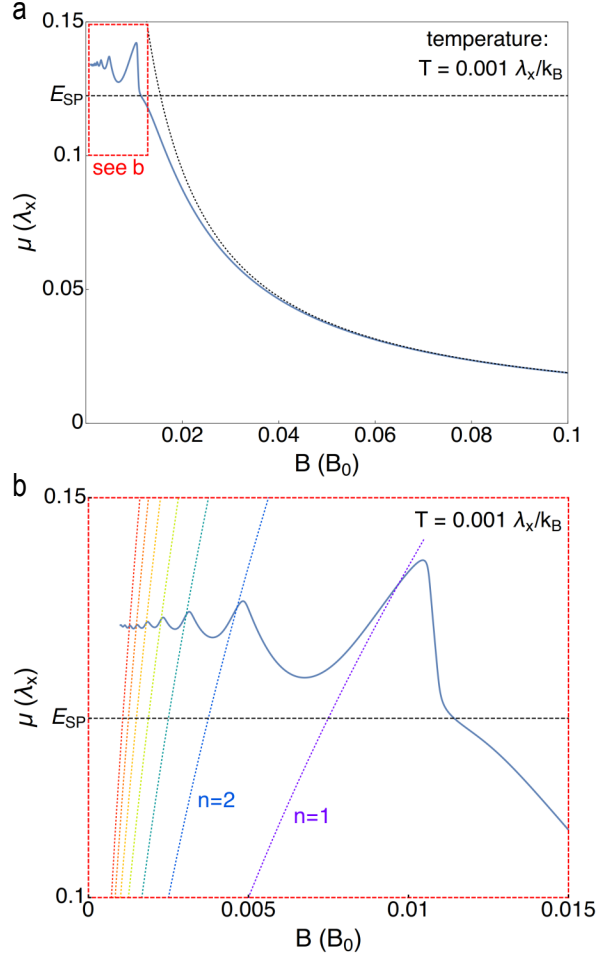 a
0.15
temperature:
T = 0.001 λx/kB
ESP
see b
0.1
μ (λx)
0.05
0
0.02
0.04
0.06
0.08
0.1
B (B0)
b
0.15
T = 0.001 λx/kB
μ (λx)
ESP
n=2
n=1
0.1
0
0.005
0.01
0.015
B (B0)